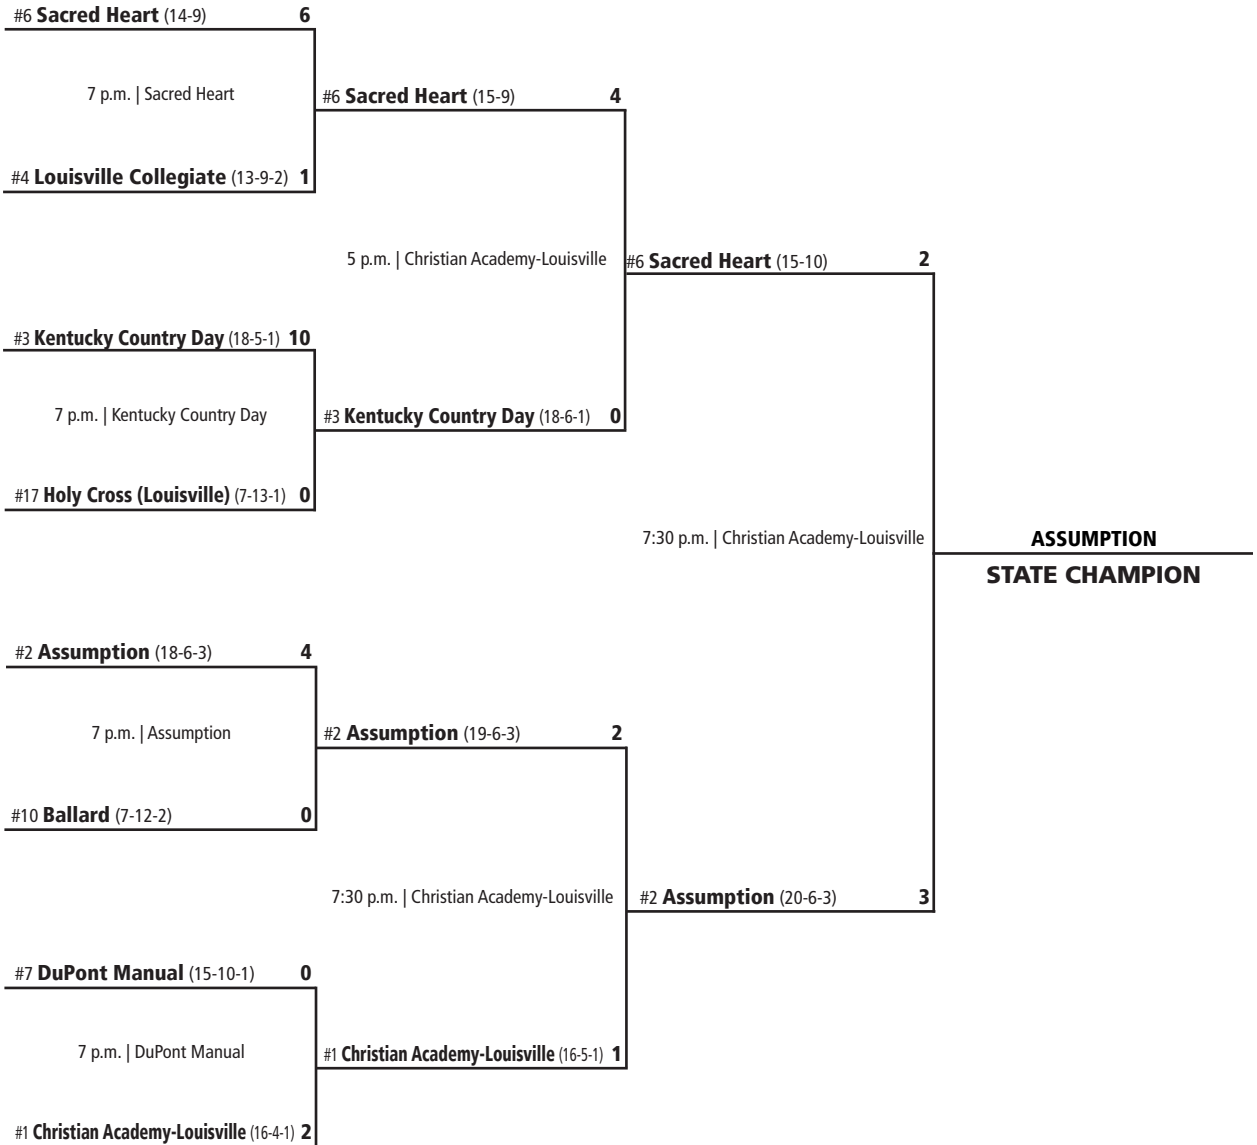 #6 Sacred Heart (14-9) 6
7 p.m. | Sacred Heart
#6 Sacred Heart (15-9) 4
#4 Louisville Collegiate (13-9-2) 1
5 p.m. | Christian Academy-Louisville
#6 Sacred Heart (15-10) 2
#3 Kentucky Country Day (18-5-1) 10
7 p.m. | Kentucky Country Day
#3 Kentucky Country Day (18-6-1) 0
#17 Holy Cross (Louisville) (7-13-1) 0
7:30 p.m. | Christian Academy-Louisville
ASSUMPTION
STATE CHAMPION
#2 Assumption (18-6-3) 4
7 p.m. | Assumption
#2 Assumption (19-6-3) 2
#10 Ballard (7-12-2) 0
7:30 p.m. | Christian Academy-Louisville
#2 Assumption (20-6-3) 3
#7 DuPont Manual (15-10-1) 0
7 p.m. | DuPont Manual
#1 Christian Academy-Louisville (16-5-1) 1
#1 Christian Academy-Louisville (16-4-1) 2